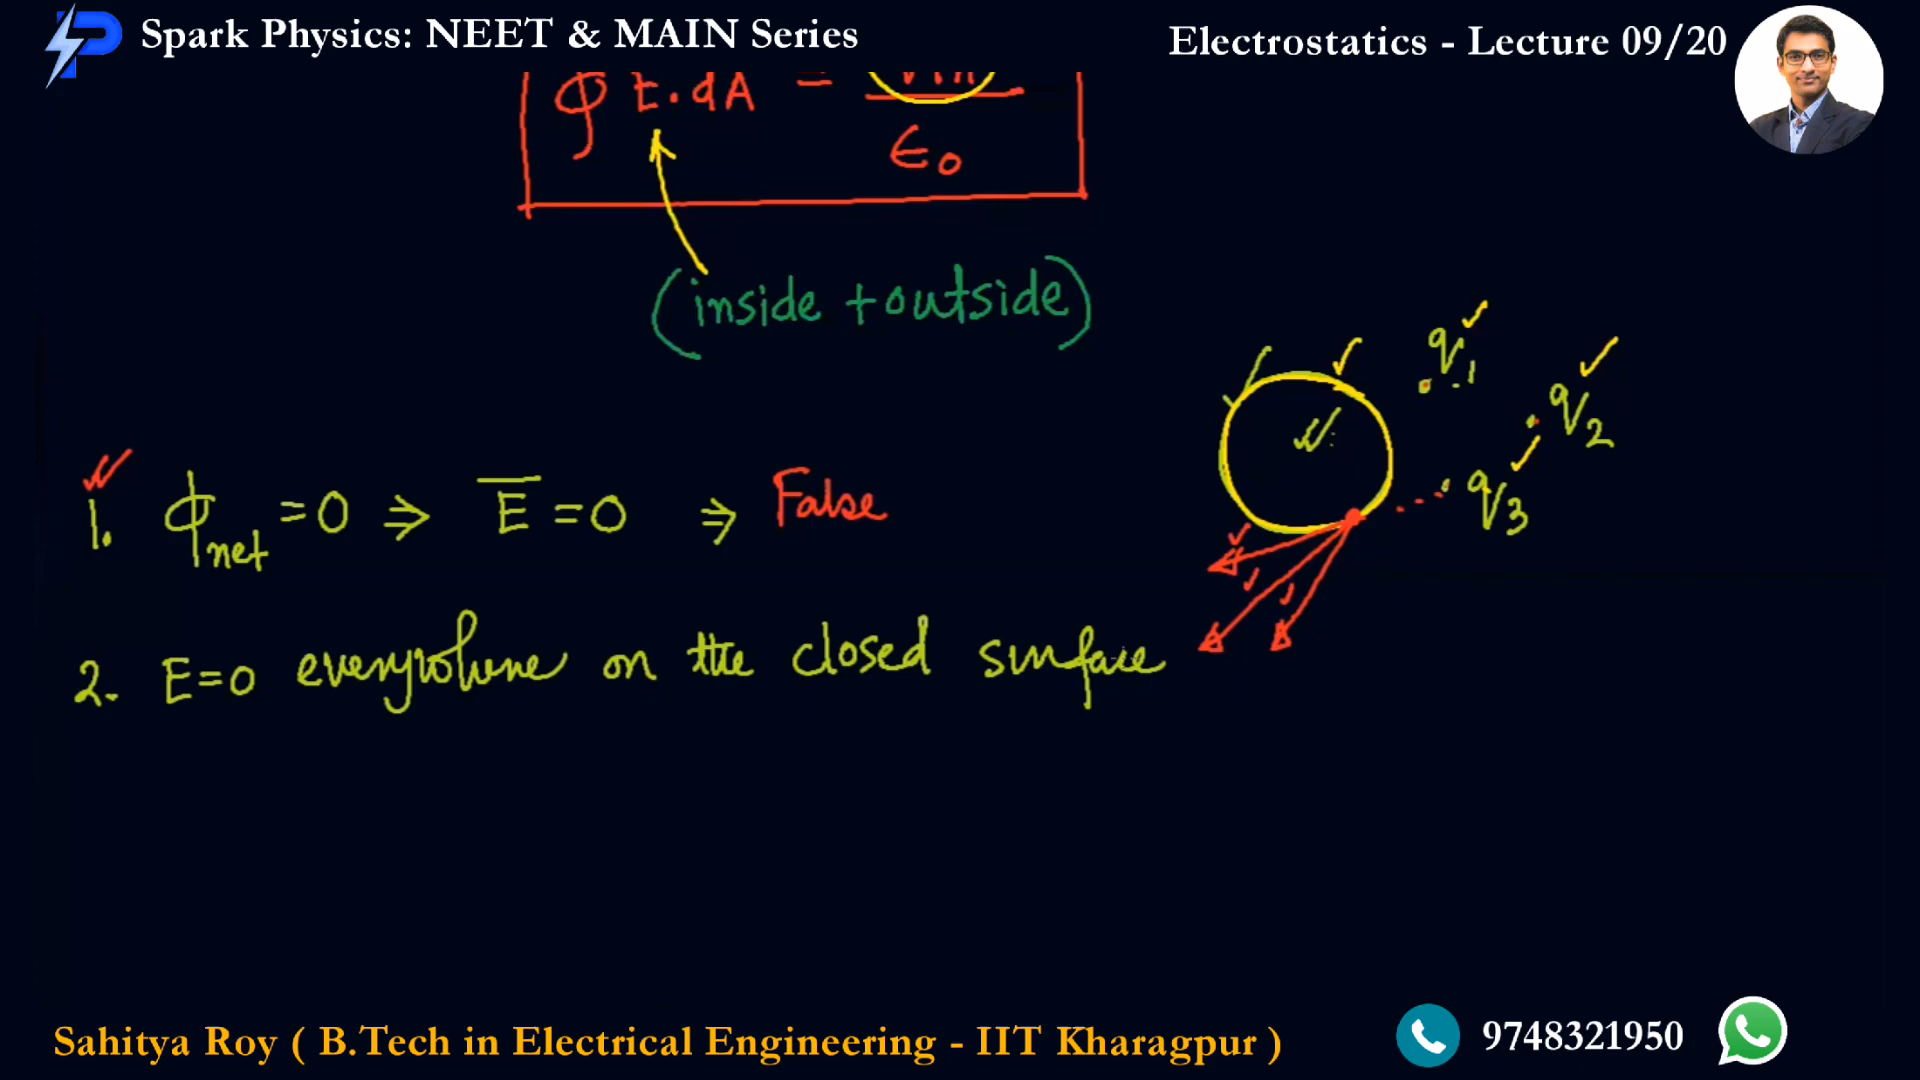 Spark Physics: NEET & MAIN Series
Electrostatics - Lecture 09/20
∮ E.dA =
ϵ₀
(inside + outside)
q₁
q₂
q₃
1. ϕnet = 0 ⇒ E̅ = 0 ⇒ False
2. E=0 everywhere on the closed surface
Sahitya Roy ( B.Tech in Electrical Engineering - IIT Kharagpur )
9748321950